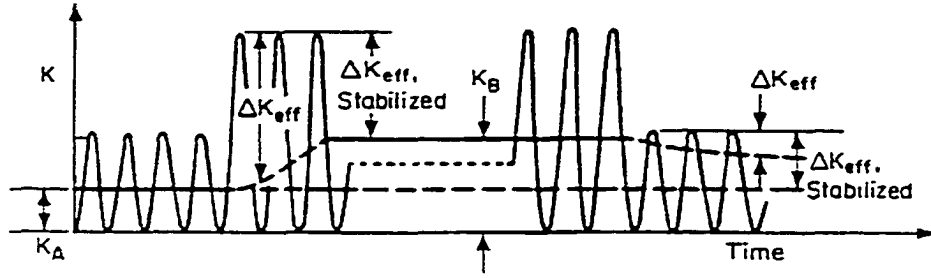 K
ΔKeff
ΔKeff,
Stabilized
KB
ΔKeff
ΔKeff,
Stabilized
KA
Time